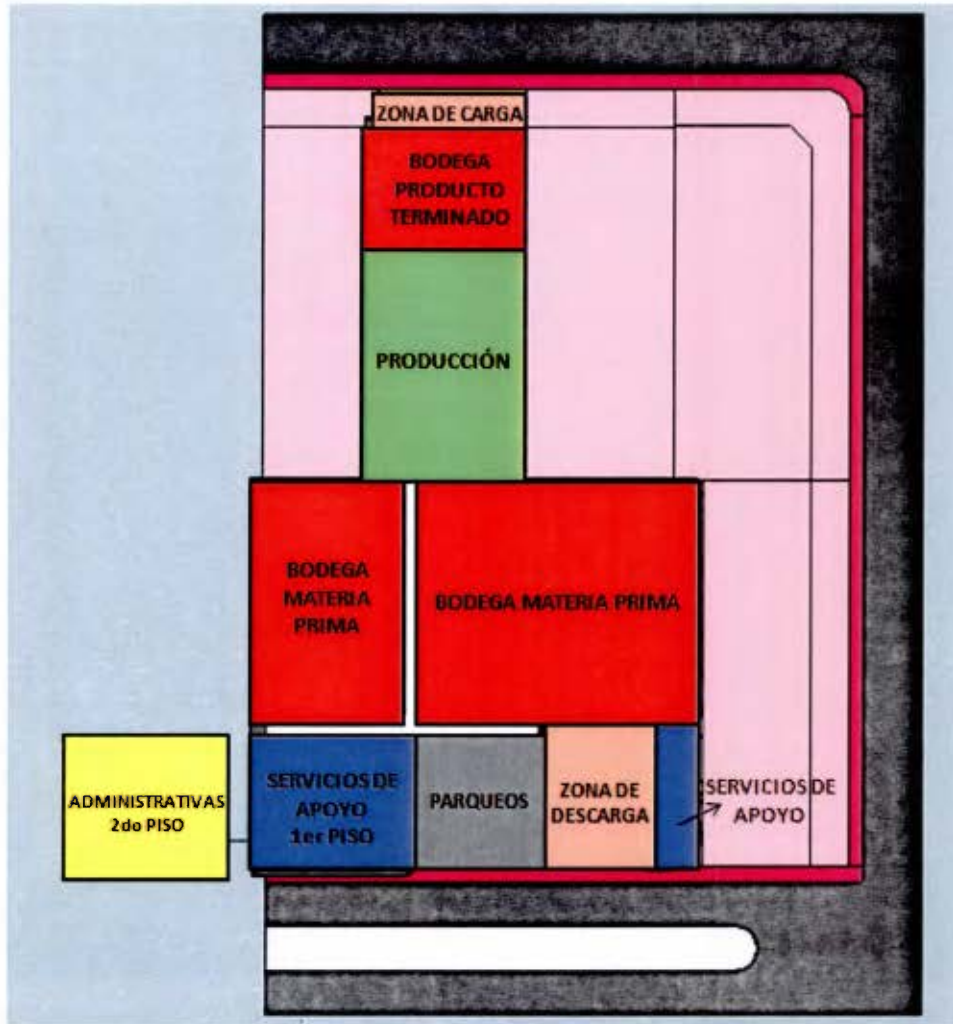 ZONA DE CARGA
BODEGA
PRODUCTO
TERMINADO
PRODUCCIÓN
BODEGA
MATERIA
PRIMA
BODEGA MATERIA PRIMA
ADMINISTRATIVAS
2do PISO
SERVICIOS DE
APOYO
1er PISO
PARQUEOS
ZONA DE
DESCARGA
SERVICIOS DE
APOYO